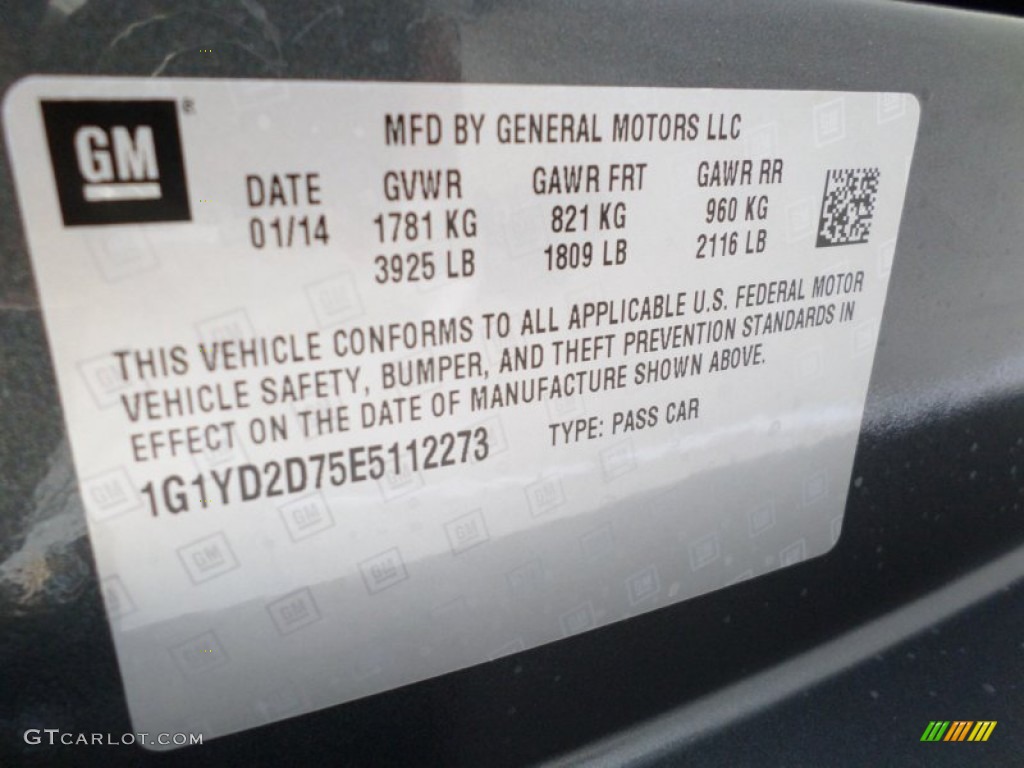 GM
MFD BY GENERAL MOTORS LLC
DATE GVWR GAWR FRT GAWR RR
01/14 1781 KG 821 KG 960 KG
3925 LB 1809 LB 2116 LB
THIS VEHICLE CONFORMS TO ALL APPLICABLE U.S. FEDERAL MOTOR
VEHICLE SAFETY, BUMPER, AND THEFT PREVENTION STANDARDS IN
EFFECT ON THE DATE OF MANUFACTURE SHOWN ABOVE.
1G1YD2D75E5112273 TYPE: PASS CAR
GTCARLOT.COM